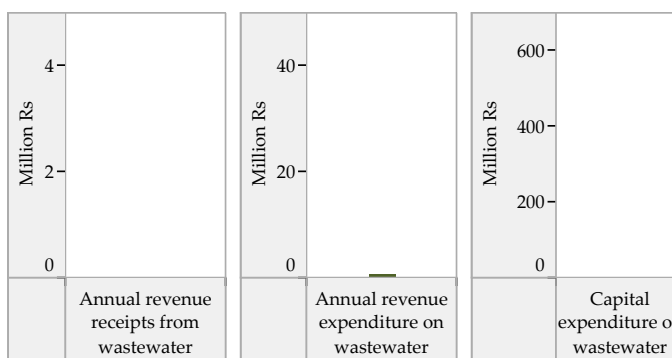 Million Rs
4
2
0
Annual revenue
receipts from
wastewater
Million Rs
40
20
0
Annual revenue
expenditure on
wastewater
Million Rs
600
400
200
0
Capital
expenditure o
wastewater